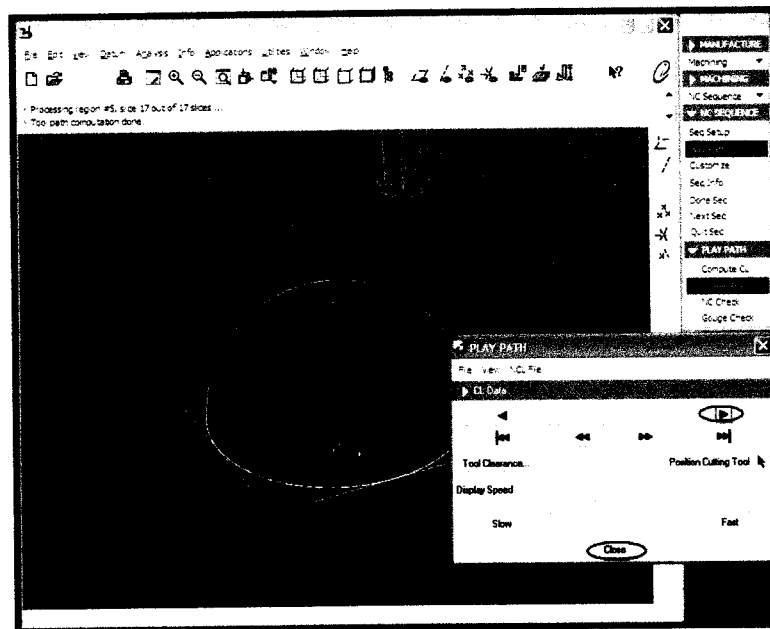 File Edit View Datum Analysis Info Applications Utilities Window Help
• Processing region #5, side 17 out of 17 slices ...
• Tool path computation done.
MANUFACTURE
Machining
MACHINING
NC Sequence
NC SEQUENCE
Seq Setup
Customize
Seq Info
Done Seq
Next Seq
Quit Seq
PLAY PATH
Compute CL
NC Check
Gouge Check
PLAY PATH
File View NCL File
CL Data
Tool Clearance...
Position Cutting Tool
Display Speed
Slow
Fast
Close